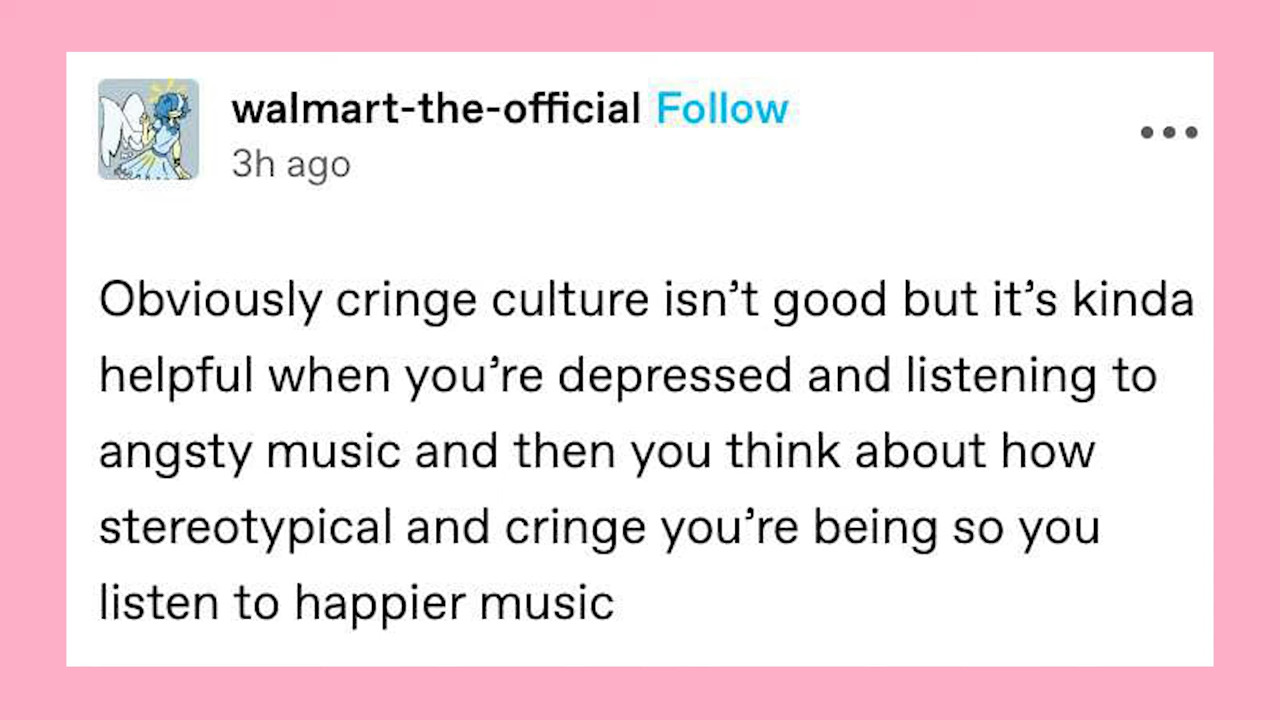 walmart-the-official Follow
3h ago
Obviously cringe culture isn’t good but it’s kinda
helpful when you’re depressed and listening to
angsty music and then you think about how
stereotypical and cringe you’re being so you
listen to happier music